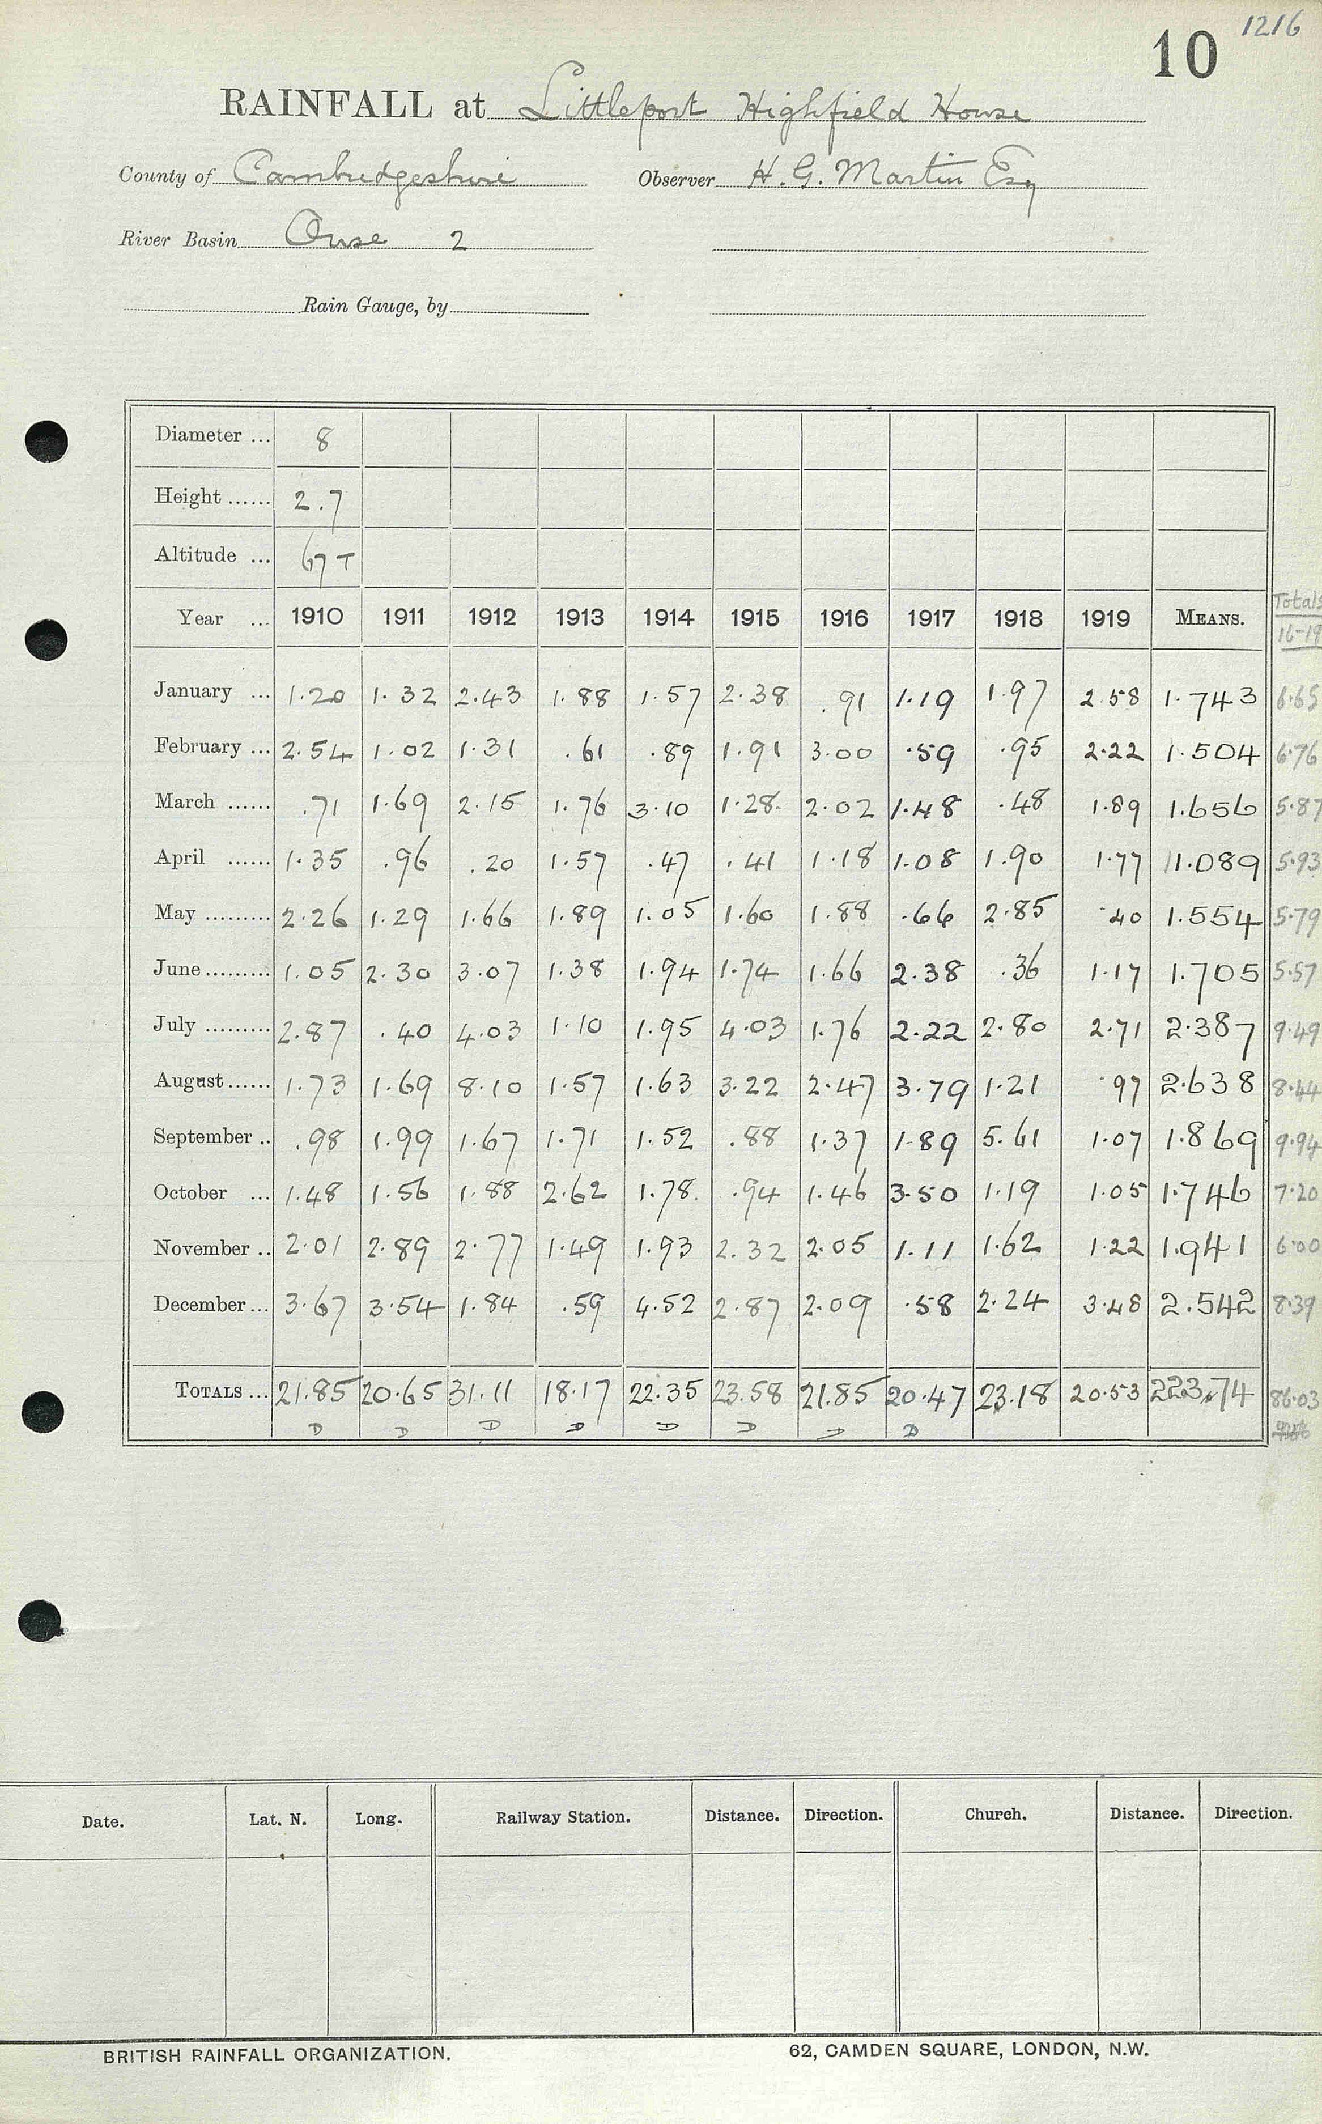 1216
10
RAINFALL at Littleport Highfield House
County of Cambridgeshire Observer H. G. Martin Esq
River Basin Ouse 2
Rain Gauge, by
Diameter ... 8
Height ...... 2.7
Altitude ... 67 T
Year ... 1910 1911 1912 1913 1914 1915 1916 1917 1918 1919 MEANS. Totals 16-19
January ... 1.20 1.32 2.43 1.88 1.57 2.38 .91 1.19 1.97 2.58 1.743 6.65
February ... 2.54 1.02 1.31 .61 .89 1.91 3.00 .59 .95 2.22 1.504 6.76
March ...... .71 1.69 2.15 1.76 3.10 1.28 2.02 1.48 .48 1.89 1.656 5.87
April ...... 1.35 .96 .20 1.57 .47 .41 1.18 1.08 1.90 1.77 1.089 5.93
May ......... 2.26 1.29 1.66 1.89 1.05 1.60 1.88 .66 2.85 .40 1.554 5.79
June ......... 1.05 2.30 3.07 1.38 1.94 1.74 1.66 2.38 .36 1.17 1.705 5.57
July ......... 2.87 .40 4.03 1.10 1.95 4.03 1.76 2.22 2.80 2.71 2.387 9.49
August ...... 1.73 1.69 8.10 1.57 1.63 3.22 2.47 3.79 1.21 .97 2.638 8.44
September .. .98 1.99 1.67 1.71 1.52 .88 1.37 1.89 5.61 1.07 1.869 9.94
October ... 1.48 1.56 1.88 2.62 1.78 .94 1.46 3.50 1.19 1.05 1.746 7.20
November .. 2.01 2.89 2.77 1.49 1.93 2.32 2.05 1.11 1.62 1.22 1.941 6.00
December ... 3.67 3.54 1.84 .59 4.52 2.87 2.09 .58 2.24 3.48 2.542 8.39
TOTALS ... 21.85 20.65 31.11 18.17 22.35 23.58 21.85 20.47 23.18 20.53 223.74 86.03
D D D D D D D D
Date. Lat. N. Long. Railway Station. Distance. Direction. Church. Distance. Direction.
BRITISH RAINFALL ORGANIZATION. 62, CAMDEN SQUARE, LONDON, N.W.